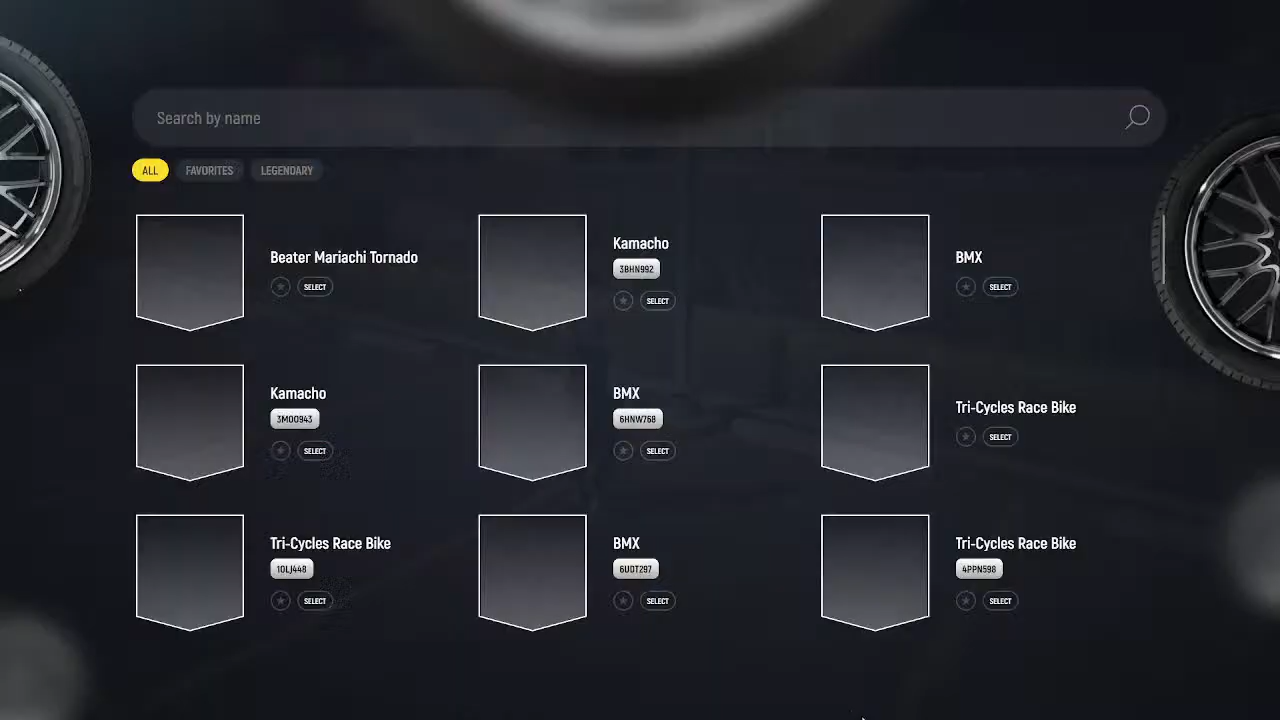 Search by name
ALL
FAVORITES
LEGENDARY
Beater Mariachi Tornado
SELECT
Kamacho
3BHN992
SELECT
BMX
SELECT
Kamacho
3MOO943
SELECT
BMX
6HNW768
SELECT
Tri-Cycles Race Bike
SELECT
Tri-Cycles Race Bike
10LJ448
SELECT
BMX
6UDT297
SELECT
Tri-Cycles Race Bike
4PPN598
SELECT